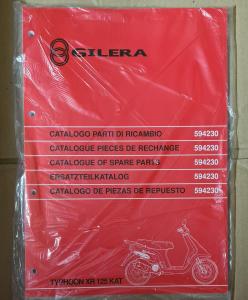 GILERA
CATALOGO PARTI DI RICAMBIO 594230
CATALOGUE PIECES DE RECHANGE 594230
CATALOGUE OF SPARE PARTS 594230
ERSATZTEILKATALOG 594230
CATALOGO DE PIEZAS DE REPUESTO 594230
TYPHOON XR 125 KAT